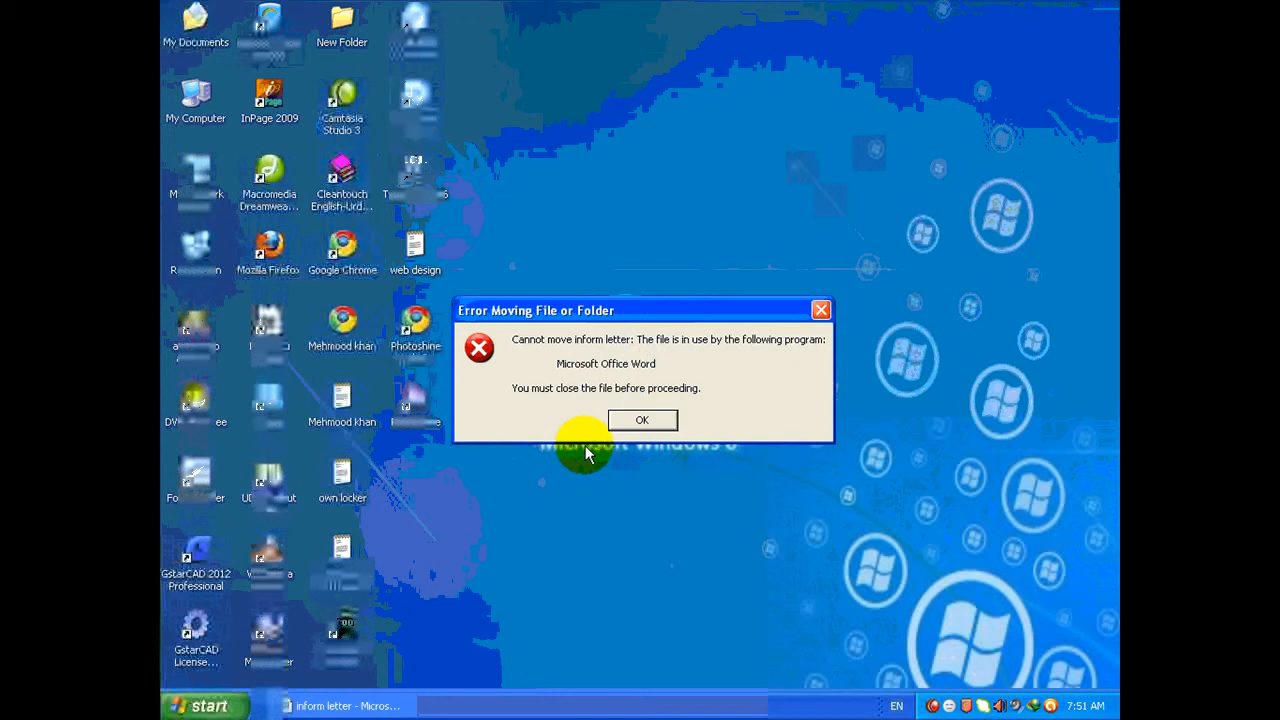 My Documents
New Folder
My Computer
InPage 2009
Camtasia
Studio 3
Macromedia
Dreamwea...
Cleantouch
English-Urd...
Mozilla Firefox
Google Chrome
web design
Error Moving File or Folder
Cannot move inform letter: The file is in use by the following program:
Microsoft Office Word
You must close the file before proceeding.
OK
Mehmood khan
Photoshine
Mehmood khan
own locker
GstarCAD 2012
Professional
GstarCAD
License...
start
inform letter - Micros...
EN
7:51 AM